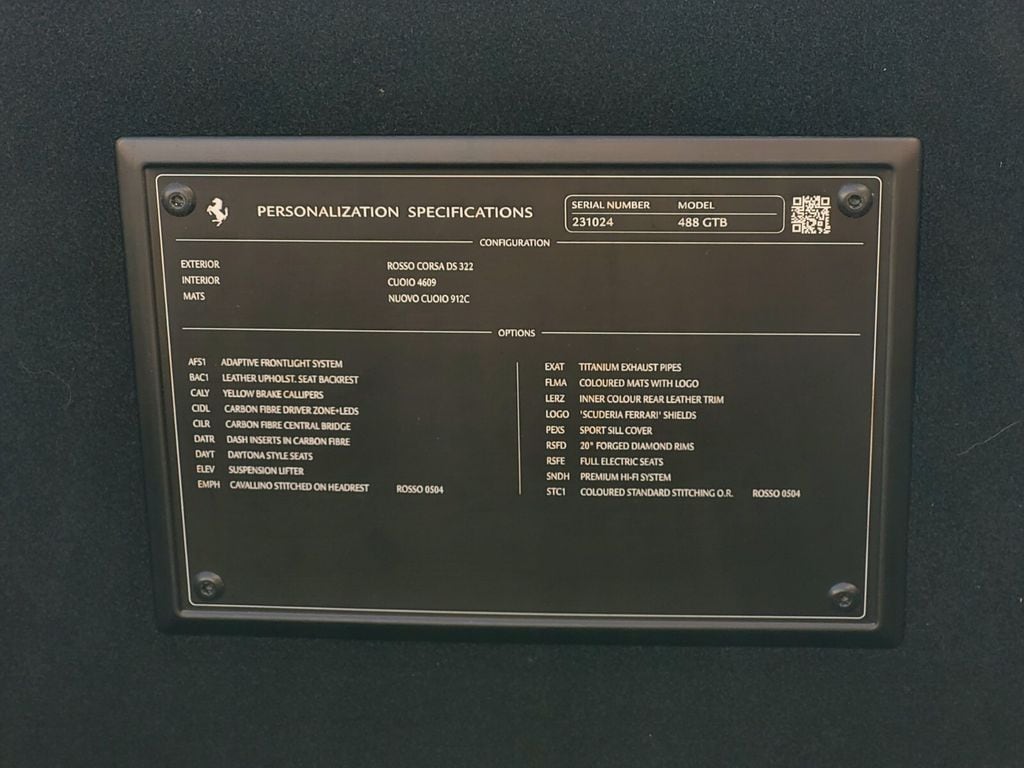 PERSONALIZATION SPECIFICATIONS
SERIAL NUMBER MODEL
231024 488 GTB
CONFIGURATION
EXTERIOR ROSSO CORSA DS 322
INTERIOR CUOIO 4609
MATS NUOVO CUOIO 912C
OPTIONS
AFS1 ADAPTIVE FRONTLIGHT SYSTEM
BAC1 LEATHER UPHOLST. SEAT BACKREST
CALY YELLOW BRAKE CALLIPERS
CIDL CARBON FIBRE DRIVER ZONE+LEDS
CILR CARBON FIBRE CENTRAL BRIDGE
DATR DASH INSERTS IN CARBON FIBRE
DAYT DAYTONA STYLE SEATS
ELEV SUSPENSION LIFTER
EMPH CAVALLINO STITCHED ON HEADREST ROSSO 0504
EXAT TITANIUM EXHAUST PIPES
FLMA COLOURED MATS WITH LOGO
LERZ INNER COLOUR REAR LEATHER TRIM
LOGO 'SCUDERIA FERRARI' SHIELDS
PEXS SPORT SILL COVER
RSFD 20" FORGED DIAMOND RIMS
RSFE FULL ELECTRIC SEATS
SNDH PREMIUM HI-FI SYSTEM
STC1 COLOURED STANDARD STITCHING O.R. ROSSO 0504